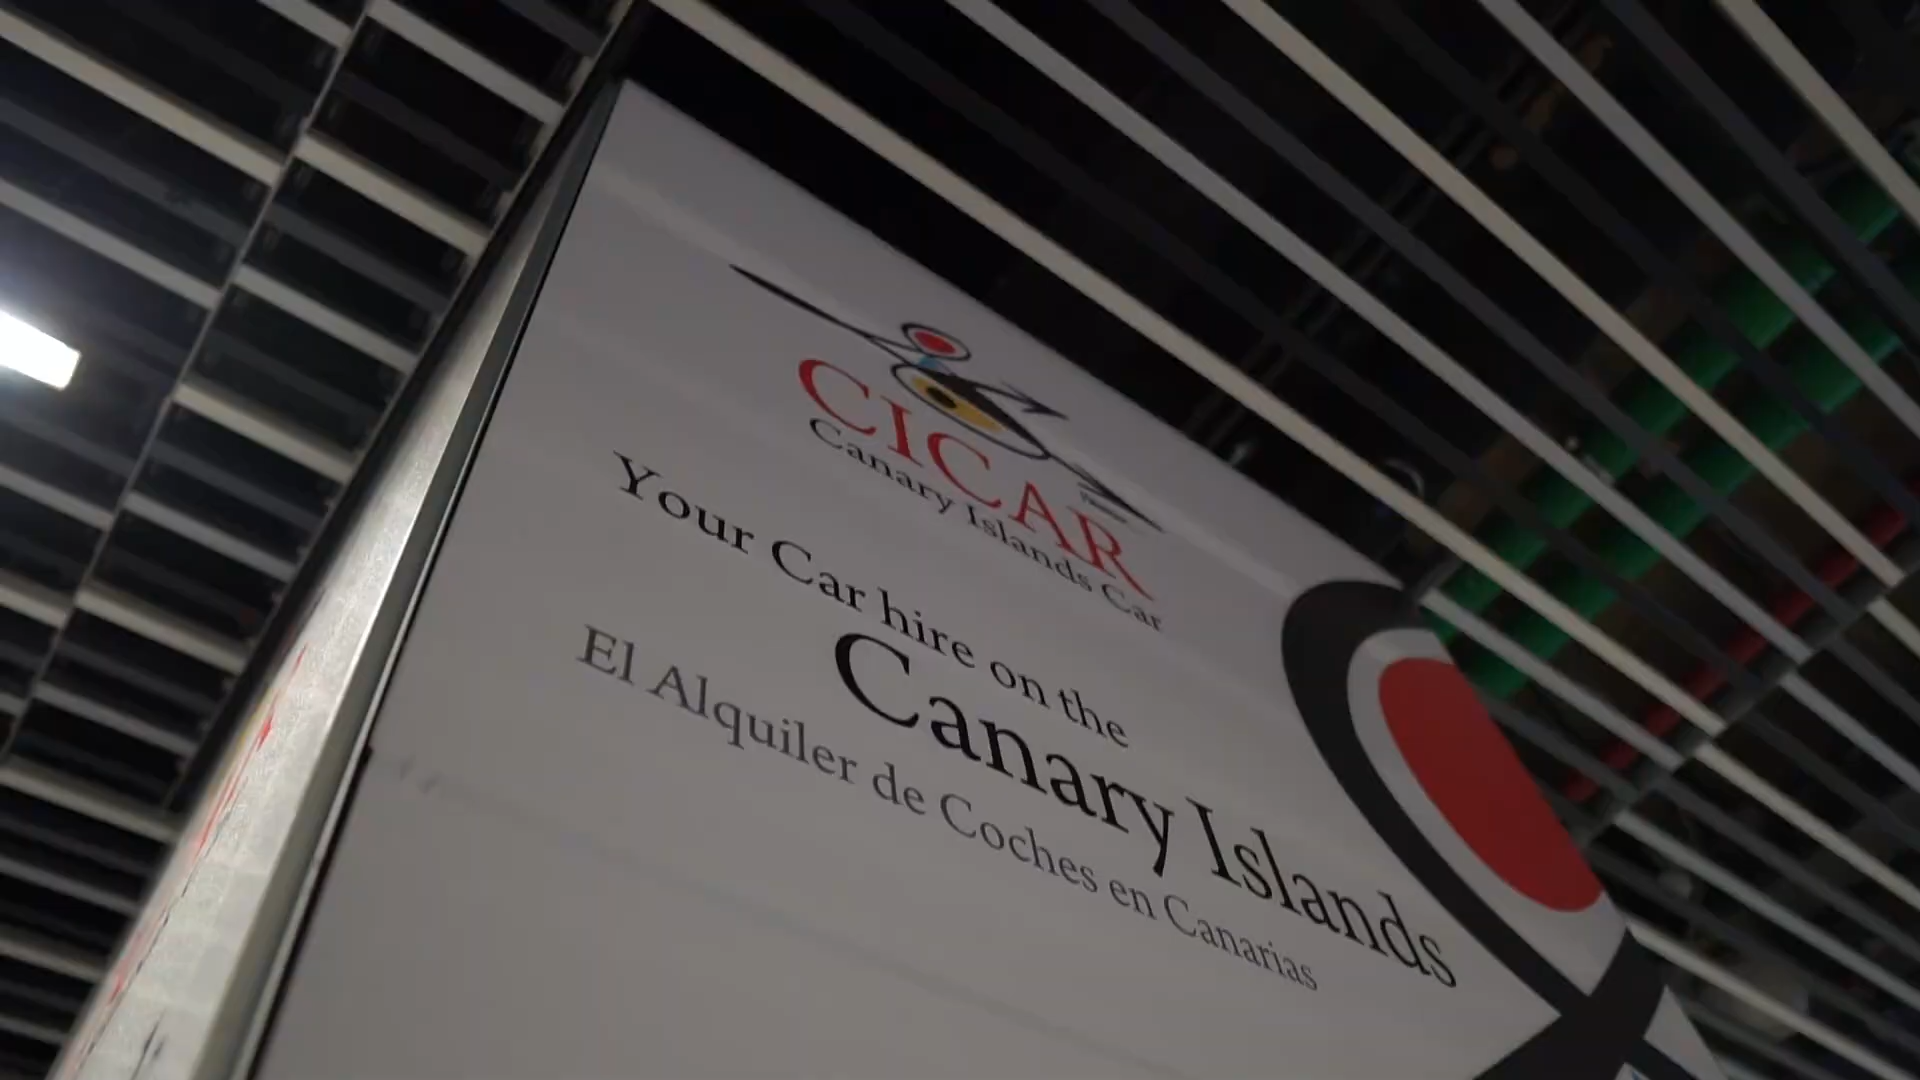 CICAR
Canary Islands Car
Your Car hire on the
Canary Islands
El Alquiler de Coches en Canarias